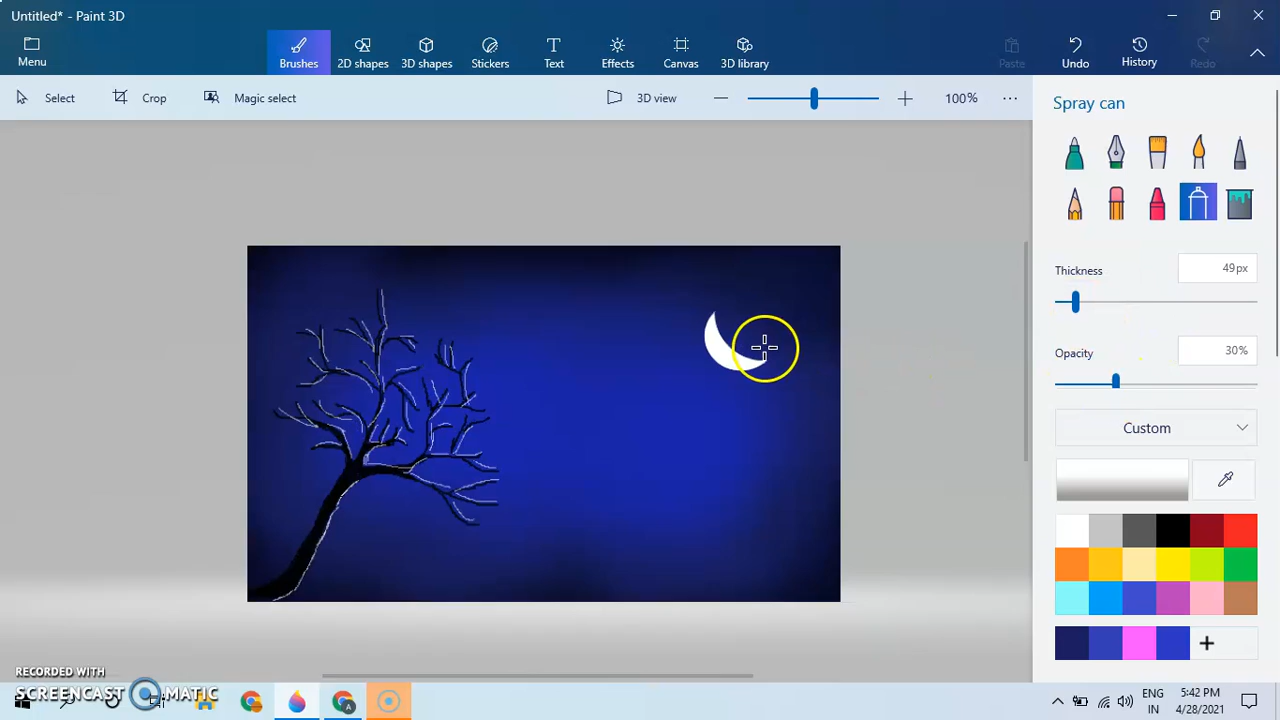 Untitled* - Paint 3D
Menu
Brushes
2D shapes
3D shapes
Stickers
Text
Effects
Canvas
3D library
Paste
Undo
History
Redo
Select
Crop
Magic select
3D view
100%
Spray can
Thickness
49px
Opacity
30%
Custom
RECORDED WITH
SCREENCAST MATIC
ENG
IN
5:42 PM
4/28/2021